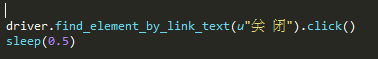 driver.find_element_by_link_text(u"关 闭").click()
sleep(0.5)